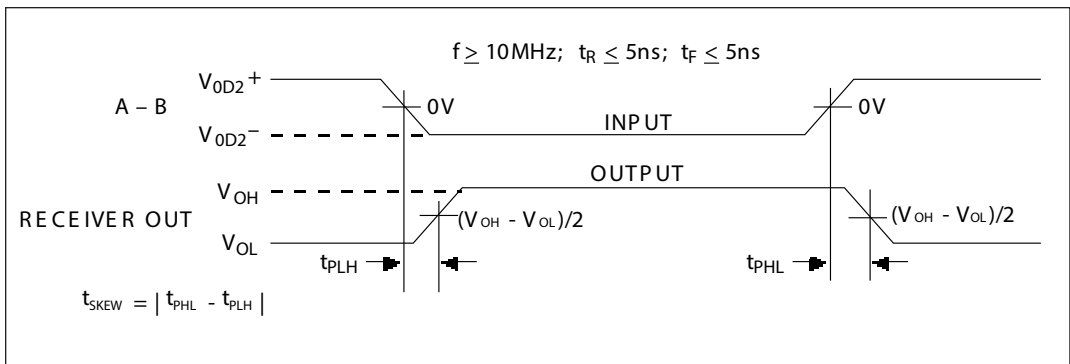 f ≥ 10MHz; tR ≤ 5ns; tF ≤ 5ns
V0D2+
A – B
0V
0V
V0D2–
INPUT
VOH
OUTPUT
RECEIVER OUT
(VOH - VOL)/2
(VOH - VOL)/2
VOL
tPLH
tPHL
tSKEW = | tPHL - tPLH |